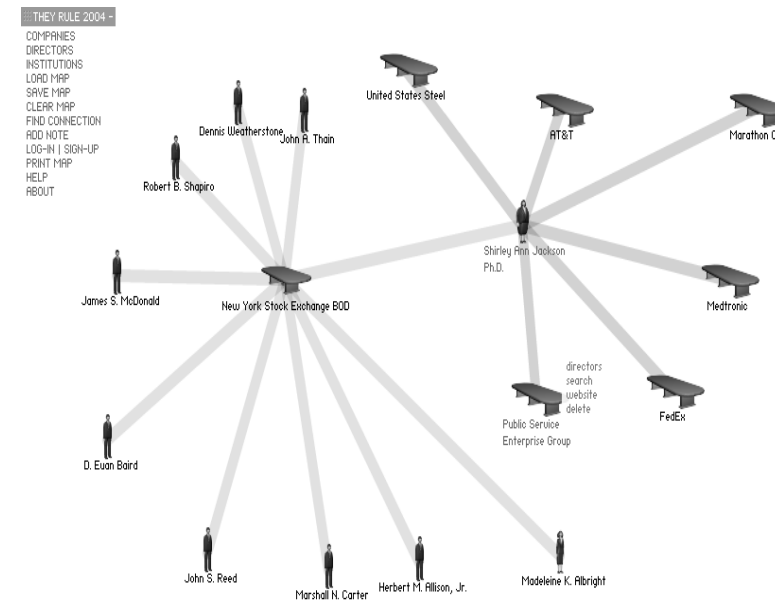 THEY RULE 2004 -
COMPANIES
DIRECTORS
INSTITUTIONS
LOAD MAP
SAVE MAP
CLEAR MAP
FIND CONNECTION
ADD NOTE
LOG-IN | SIGN-UP
PRINT MAP
HELP
ABOUT
United States Steel
AT&T
Marathon O
Dennis Weatherstone
John A. Thain
Robert B. Shapiro
Shirley Ann Jackson
Ph.D.
James S. McDonald
New York Stock Exchange BOD
Medtronic
directors
search
website
delete
Public Service
Enterprise Group
FedEx
D. Euan Baird
John S. Reed
Marshall N. Carter
Herbert M. Allison, Jr.
Madeleine K. Albright